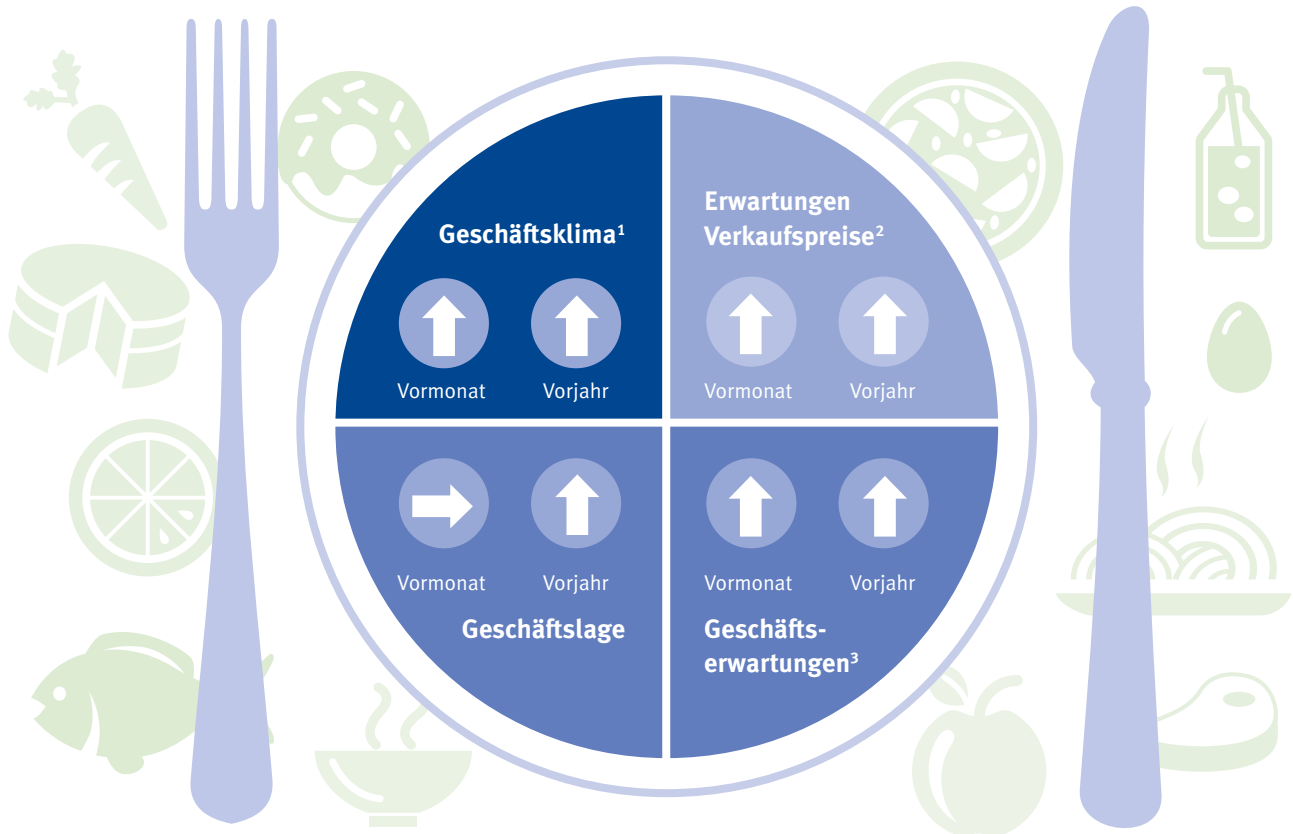 Geschäftsklima¹
Vormonat Vorjahr
Erwartungen
Verkaufspreise²
Vormonat Vorjahr
Vormonat Vorjahr
Geschäftslage
Vormonat Vorjahr
Geschäfts-
erwartungen³